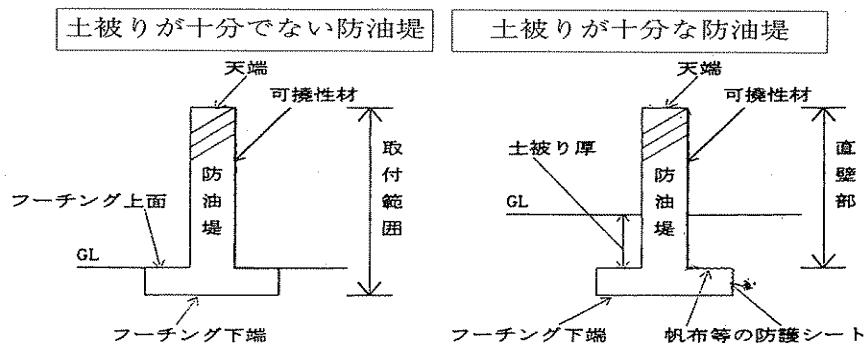 土被りが十分でない防油堤
天端
可撓性材
防油堤
取付範囲
フーチング上面
GL
フーチング下端
土被りが十分な防油堤
天端
可撓性材
土被り厚
防油堤
直壁部
GL
フーチング下端
帆布等の防護シート